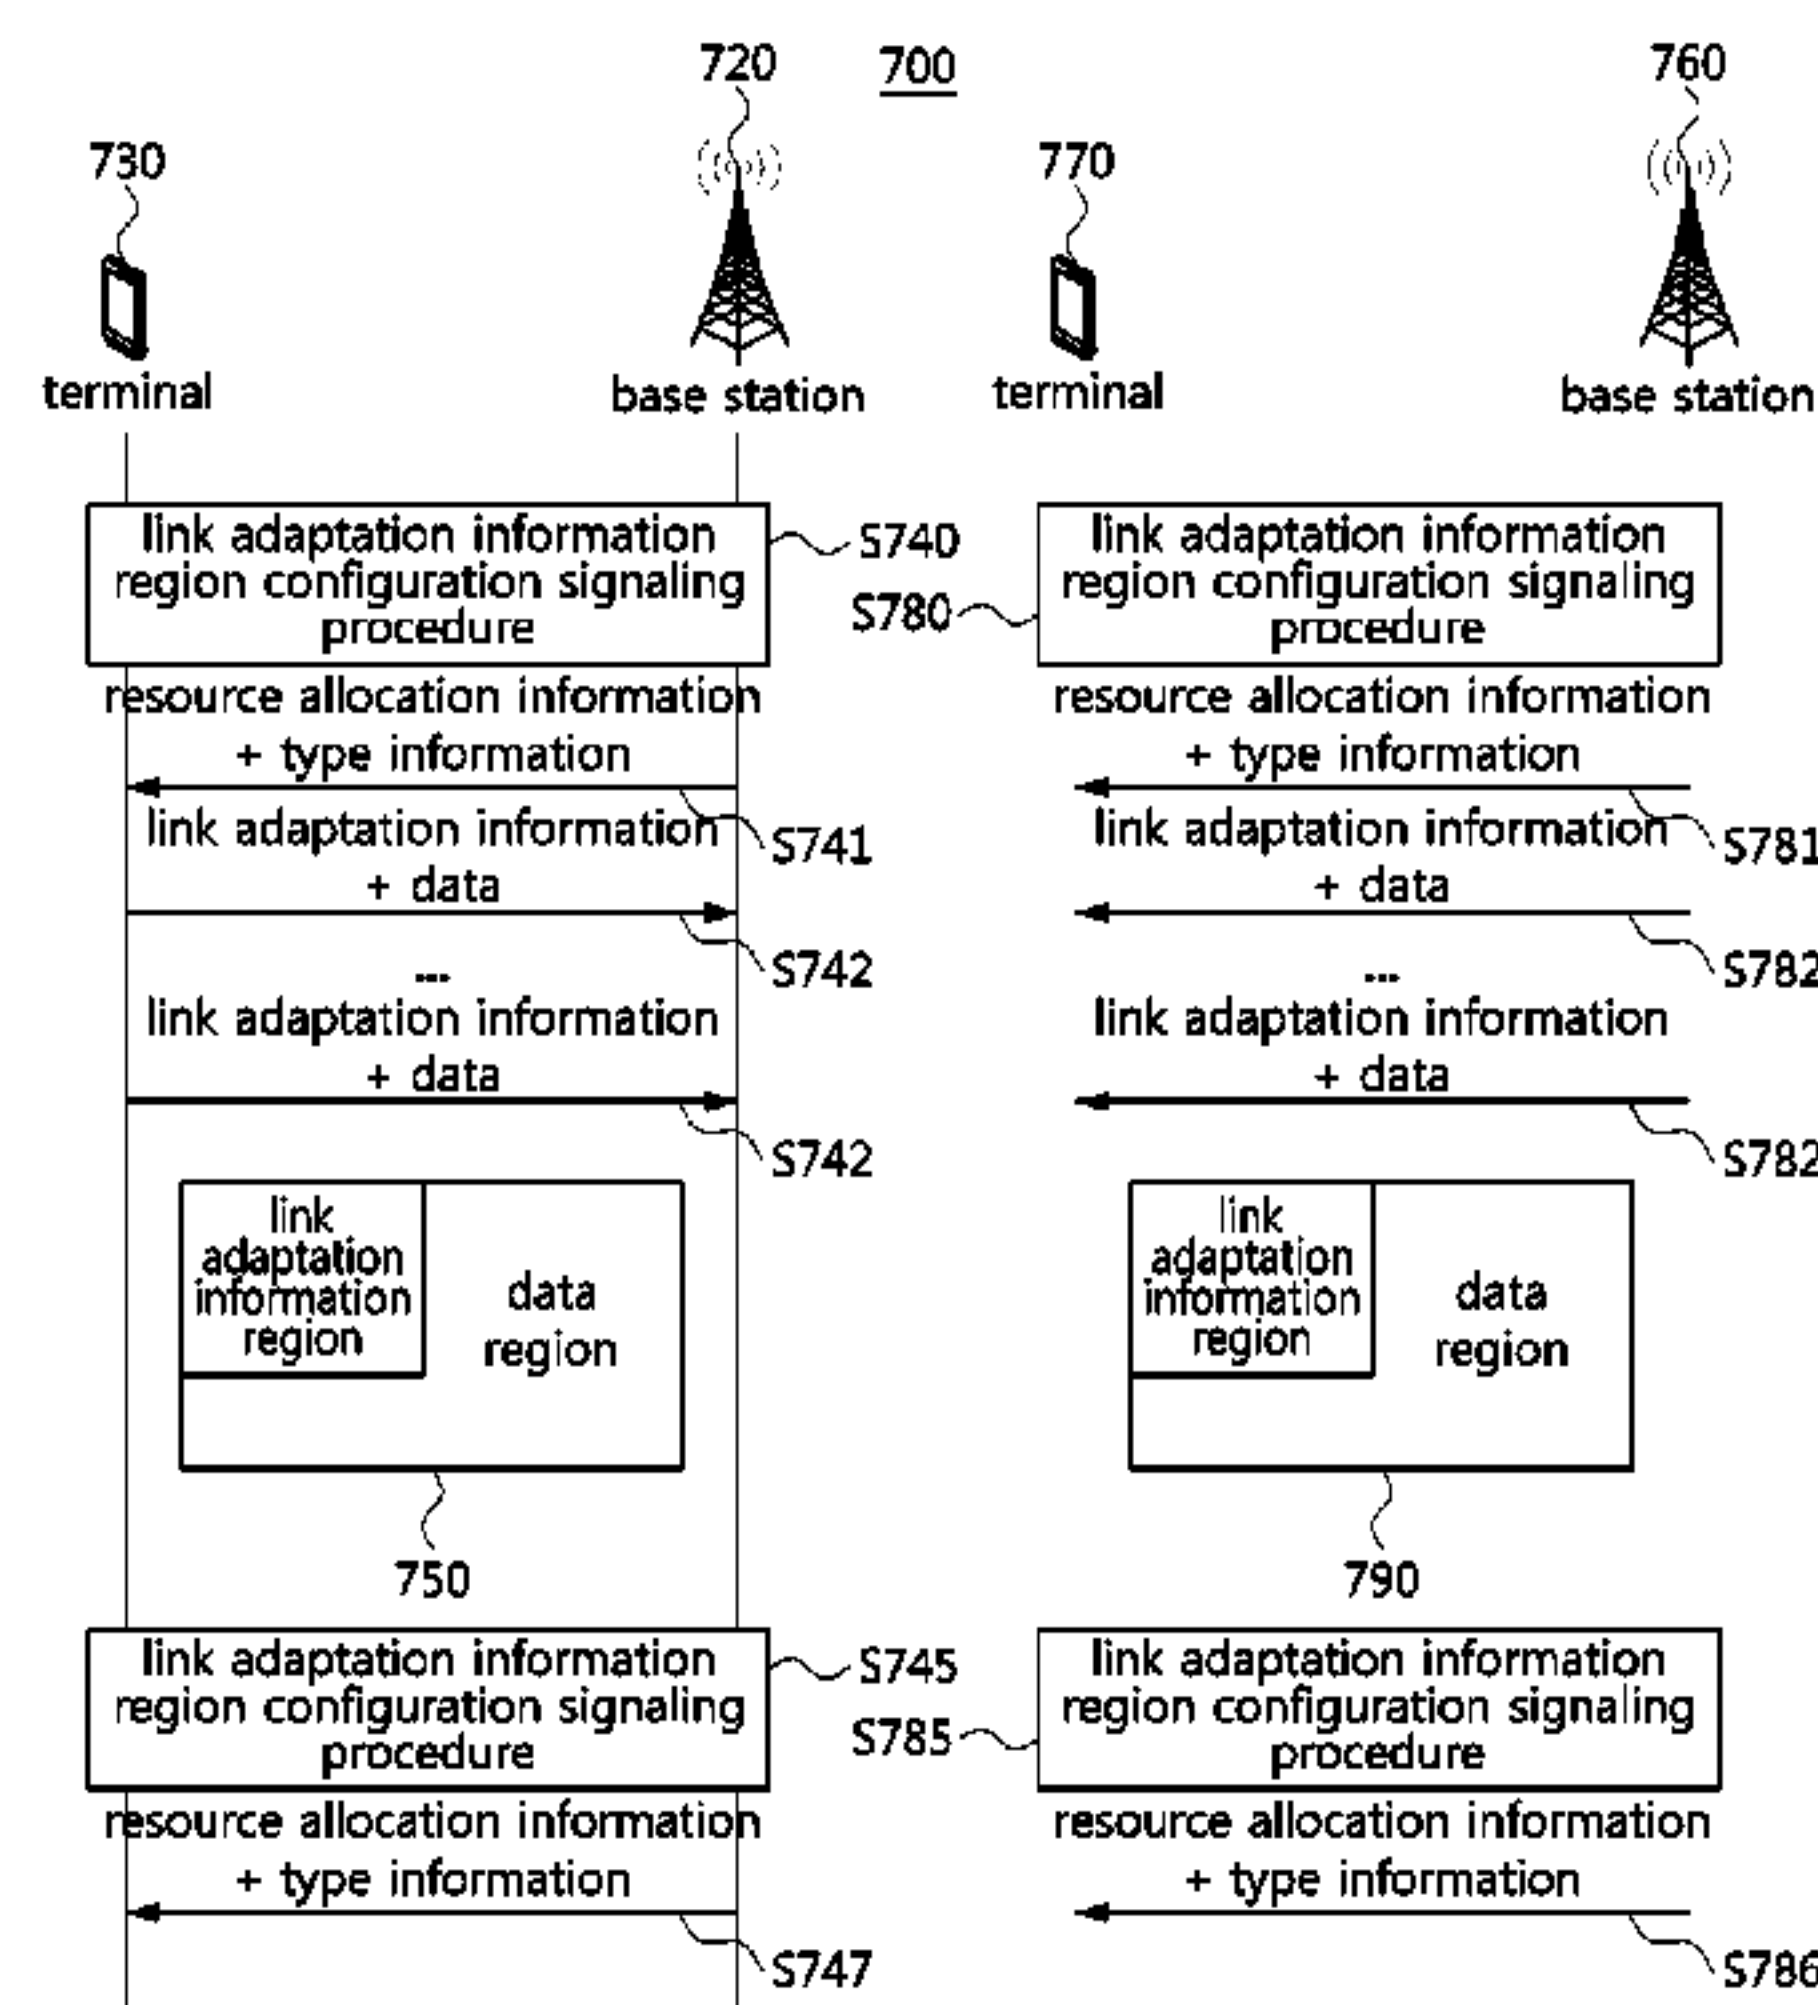 720
700
760
730
770
terminal
base station
terminal
base station
link adaptation information
region configuration signaling
procedure
S740
S780
link adaptation information
region configuration signaling
procedure
resource allocation information
+ type information
S741
resource allocation information
+ type information
S781
link adaptation information
+ data
S742
link adaptation information
+ data
S782
...
link adaptation information
+ data
S742
...
link adaptation information
+ data
S782
link
adaptation
information
region
data
region
750
link
adaptation
information
region
data
region
790
link adaptation information
region configuration signaling
procedure
S745
S785
link adaptation information
region configuration signaling
procedure
resource allocation information
+ type information
S747
resource allocation information
+ type information
S786